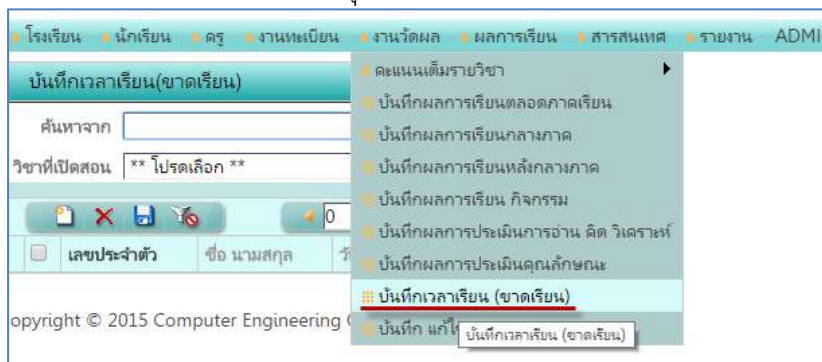 โรงเรียน นักเรียน ครู งานทะเบียน งานวัดผล ผลการเรียน สารสนเทศ รายงาน ADMI
บันทึกเวลาเรียน(ขาดเรียน)
คะแนนเต็มรายวิชา
บันทึกผลการเรียนตลอดภาคเรียน
ค้นหาจาก
บันทึกผลการเรียนกลางภาค
วิชาที่เปิดสอน ** โปรดเลือก **
บันทึกผลการเรียนหลังกลางภาค
บันทึกผลการเรียน กิจกรรม
0
บันทึกผลการประเมินการอ่าน คิด วิเคราะห์
เลขประจำตัว ชื่อ นามสกุล
บันทึกผลการประเมินคุณลักษณะ
บันทึกเวลาเรียน (ขาดเรียน)
opyright © 2015 Computer Engineering
บันทึก แก้ไ
บันทึกเวลาเรียน (ขาดเรียน)